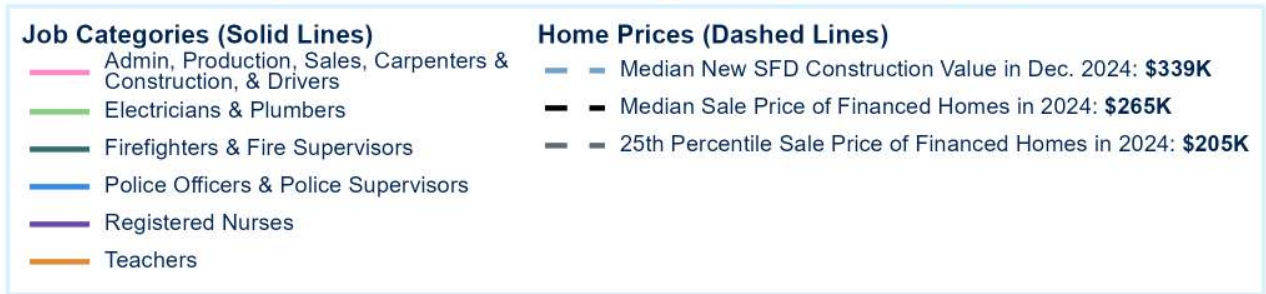 Job Categories (Solid Lines)
Admin, Production, Sales, Carpenters &
Construction, & Drivers
Electricians & Plumbers
Firefighters & Fire Supervisors
Police Officers & Police Supervisors
Registered Nurses
Teachers
Home Prices (Dashed Lines)
Median New SFD Construction Value in Dec. 2024: $339K
Median Sale Price of Financed Homes in 2024: $265K
25th Percentile Sale Price of Financed Homes in 2024: $205K